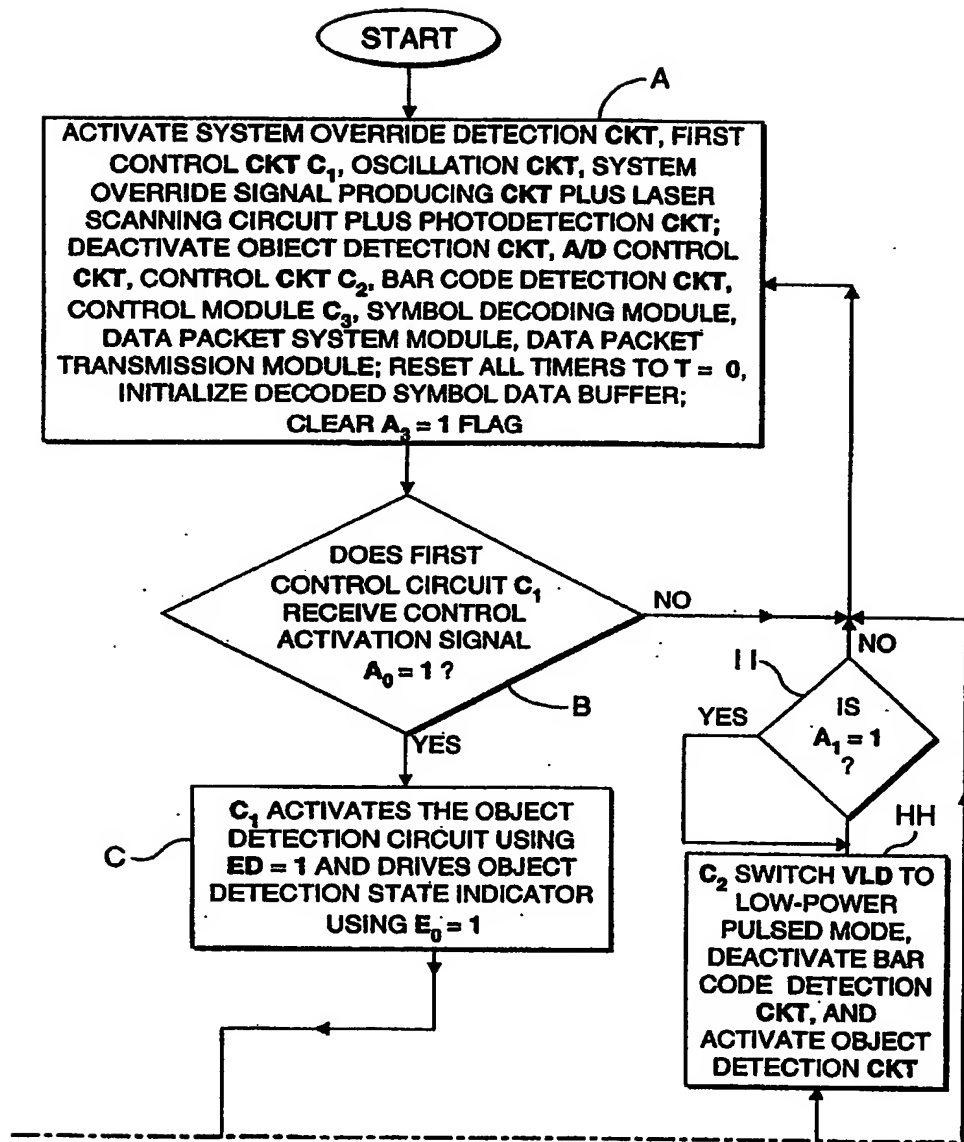 START
A
ACTIVATE SYSTEM OVERRIDE DETECTION CKT, FIRST
CONTROL CKT C1, OSCILLATION CKT, SYSTEM
OVERRIDE SIGNAL PRODUCING CKT PLUS LASER
SCANNING CIRCUIT PLUS PHOTODETECTION CKT;
DEACTIVATE OBIECT DETECTION CKT, A/D CONTROL
CKT, CONTROL CKT C2, BAR CODE DETECTION CKT,
CONTROL MODULE C3, SYMBOL DECODING MODULE,
DATA PACKET SYSTEM MODULE, DATA PACKET
TRANSMISSION MODULE; RESET ALL TIMERS TO T = 0,
INITIALIZE DECODED SYMBOL DATA BUFFER;
CLEAR A3 = 1 FLAG
DOES FIRST
CONTROL CIRCUIT C1
RECEIVE CONTROL
ACTIVATION SIGNAL
A0 = 1 ?
NO
B
YES
NO
II
YES
IS
A1 = 1
?
C
C1 ACTIVATES THE OBJECT
DETECTION CIRCUIT USING
ED = 1 AND DRIVES OBJECT
DETECTION STATE INDICATOR
USING E0 = 1
HH
C2 SWITCH VLD TO
LOW-POWER
PULSED MODE,
DEACTIVATE BAR
CODE DETECTION
CKT, AND
ACTIVATE OBJECT
DETECTION CKT